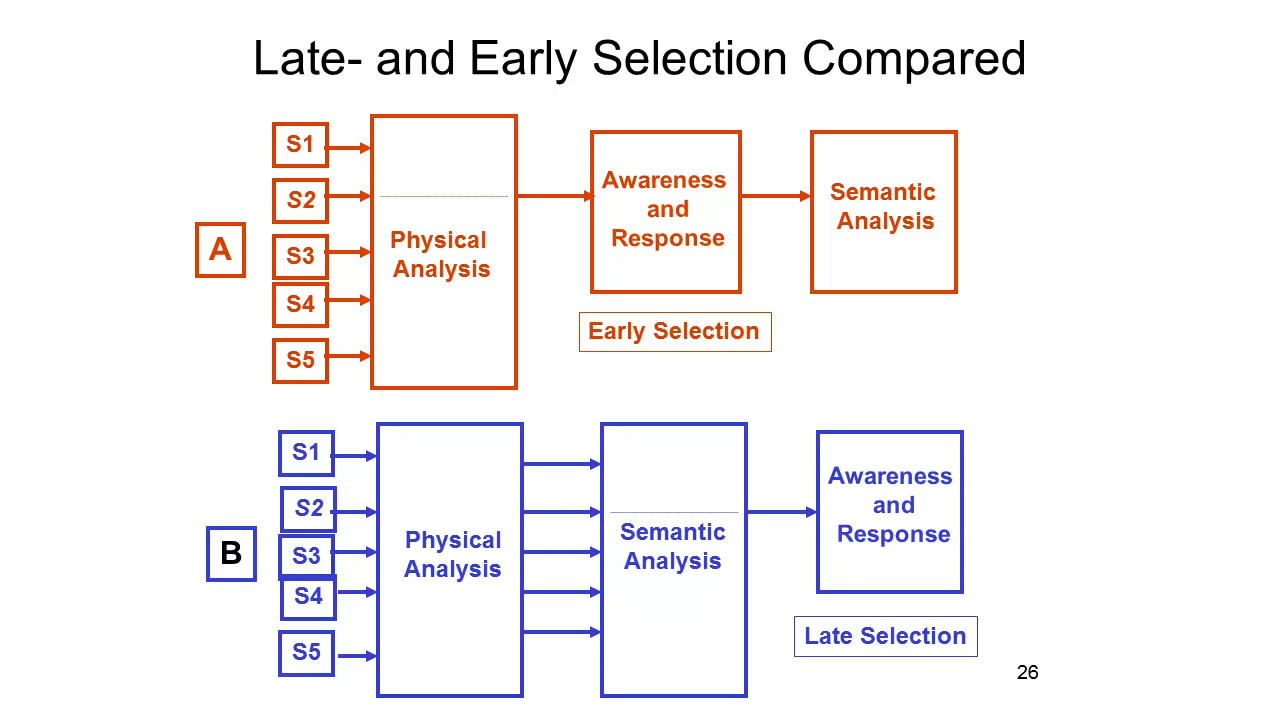 Late- and Early Selection Compared
A
S1
S2
S3
S4
S5
Physical
Analysis
Awareness
and
Response
Semantic
Analysis
Early Selection
B
S1
S2
S3
S4
S5
Physical
Analysis
Semantic
Analysis
Awareness
and
Response
Late Selection
26